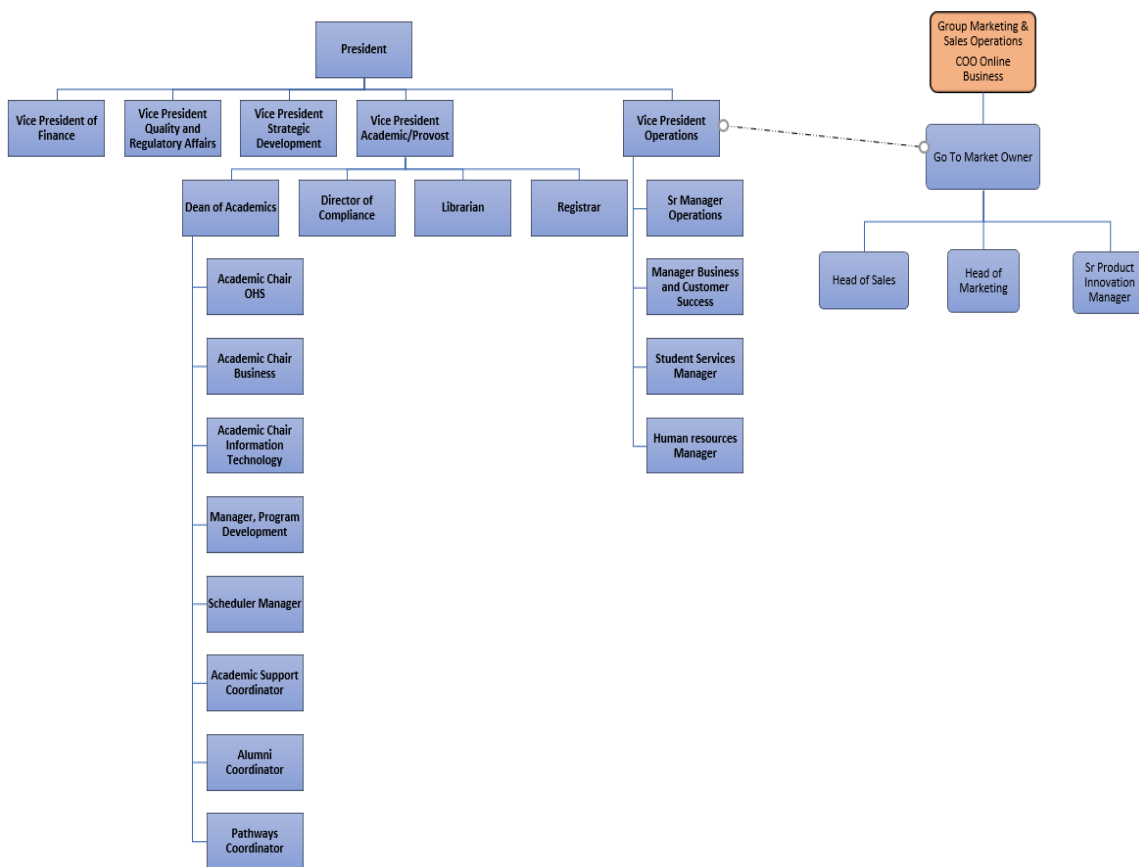 President
Group Marketing &
Sales Operations
COO Online
Business
Vice President of
Finance
Vice President
Quality and
Regulatory Affairs
Vice President
Strategic
Development
Vice President
Academic/Provost
Vice President
Operations
Go To Market Owner
Dean of Academics
Director of
Compliance
Librarian
Registrar
Sr Manager
Operations
Head of Sales
Head of
Marketing
Sr Product
Innovation
Manager
Academic Chair
OHS
Manager Business
and Customer
Success
Academic Chair
Business
Student Services
Manager
Academic Chair
Information
Technology
Human resources
Manager
Manager, Program
Development
Scheduler Manager
Academic Support
Coordinator
Alumni
Coordinator
Pathways
Coordinator